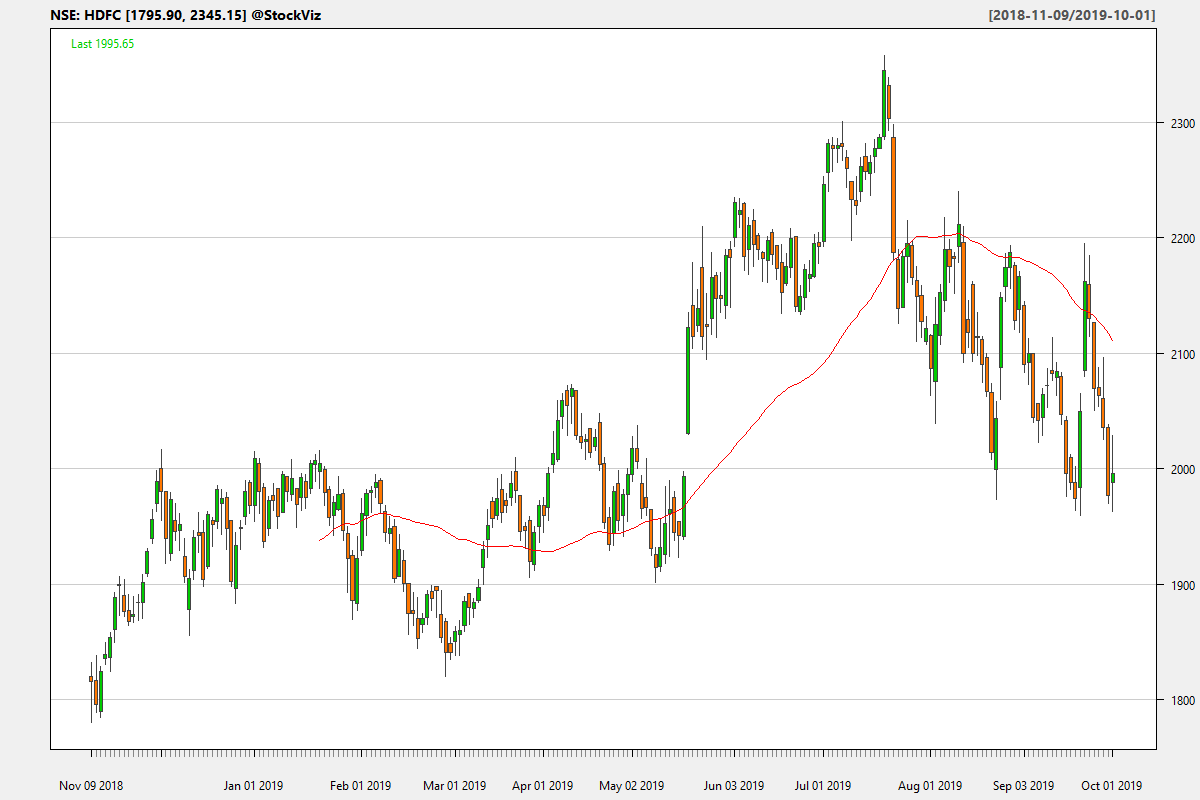 NSE: HDFC [1795.90, 2345.15] @StockViz [2018-11-09/2019-10-01]
Last 1995.65
2300
2200
2100
2000
1900
1800
Nov 09 2018 Jan 01 2019 Feb 01 2019 Mar 01 2019 Apr 01 2019 May 02 2019 Jun 03 2019 Jul 01 2019 Aug 01 2019 Sep 03 2019 Oct 01 2019